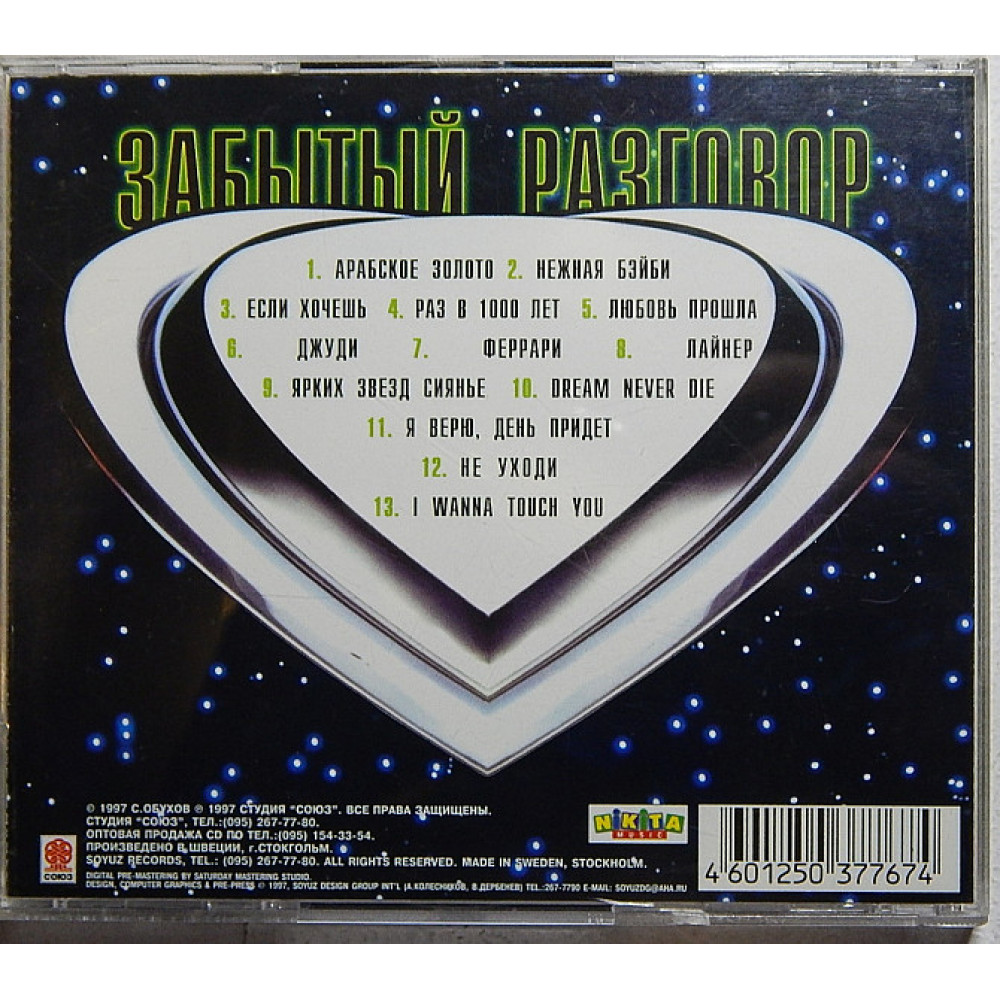 ЗАБЫТЫЙ РАЗГОВОР
1. АРАБСКОЕ ЗОЛОТО 2. НЕЖНАЯ БЭЙБИ
3. ЕСЛИ ХОЧЕШЬ 4. РАЗ В 1000 ЛЕТ 5. ЛЮБОВЬ ПРОШЛА
6. ДЖУДИ 7. ФЕРРАРИ 8. ЛАЙНЕР
9. ЯРКИХ ЗВЕЗД СИЯНЬЕ 10. DREAM NEVER DIE
11. Я ВЕРЮ, ДЕНЬ ПРИДЕТ
12. НЕ УХОДИ
13. I WANNA TOUCH YOU
© 1997 С.ОБУХОВ ℗ 1997 СТУДИЯ "СОЮЗ". ВСЕ ПРАВА ЗАЩИЩЕНЫ.
СТУДИЯ "СОЮЗ", ТЕЛ.:(095) 267-77-80.
ОПТОВАЯ ПРОДАЖА CD ПО ТЕЛ.:(095) 154-33-54.
ПРОИЗВЕДЕНО В ШВЕЦИИ, г.СТОКГОЛЬМ.
SOYUZ RECORDS, TEL.: (095) 267-77-80. ALL RIGHTS RESERVED. MADE IN SWEDEN, STOCKHOLM.
DIGITAL PRE-MASTERING BY SATURDAY MASTERING STUDIO.
DESIGN, COMPUTER GRAPHICS & PRE-PRESS © 1997, SOYUZ DESIGN GROUP INT'L (А.КОЛЕСНИКОВ, В.ДЕРБЕНЕВ) TEL.:267-7790 E-MAIL: SOYUZDG@4HA.RU
СОЮЗ
NIKITA
MUSIC
4 601250 377674